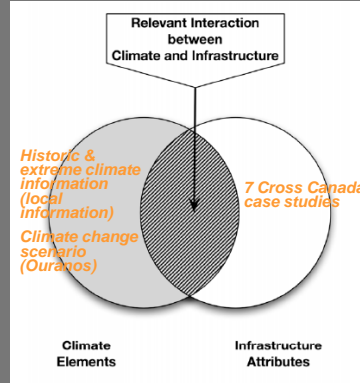 Relevant Interaction
between
Climate and Infrastructure
Historic &
extreme climate
information
(local
information)
Climate change
scenario
(Ouranos)
7 Cross Canada
case studies
Climate
Elements
Infrastructure
Attributes